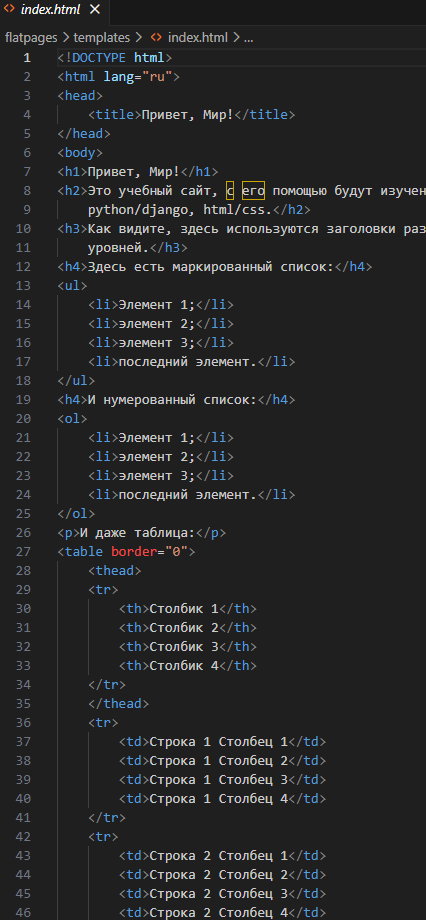 index.html
flatpages > templates > index.html > ...
1 <!DOCTYPE html>
2 <html lang="ru">
3 <head>
4 <title>Привет, Мир!</title>
5 </head>
6 <body>
7 <h1>Привет, Мир!</h1>
8 <h2>Это учебный сайт, с его помощью будут изучен
9 python/django, html/css.</h2>
10 <h3>Как видите, здесь используются заголовки раз
11 уровней.</h3>
12 <h4>Здесь есть маркированный список:</h4>
13 <ul>
14 <li>Элемент 1;</li>
15 <li>элемент 2;</li>
16 <li>элемент 3;</li>
17 <li>последний элемент.</li>
18 </ul>
19 <h4>И нумерованный список:</h4>
20 <ol>
21 <li>Элемент 1;</li>
22 <li>элемент 2;</li>
23 <li>элемент 3;</li>
24 <li>последний элемент.</li>
25 </ol>
26 <p>И даже таблица:</p>
27 <table border="0">
28 <thead>
29 <tr>
30 <th>Столбик 1</th>
31 <th>Столбик 2</th>
32 <th>Столбик 3</th>
33 <th>Столбик 4</th>
34 </tr>
35 </thead>
36 <tr>
37 <td>Строка 1 Столбец 1</td>
38 <td>Строка 1 Столбец 2</td>
39 <td>Строка 1 Столбец 3</td>
40 <td>Строка 1 Столбец 4</td>
41 </tr>
42 <tr>
43 <td>Строка 2 Столбец 1</td>
44 <td>Строка 2 Столбец 2</td>
45 <td>Строка 2 Столбец 3</td>
46 <td>Строка 2 Столбец 4</td>